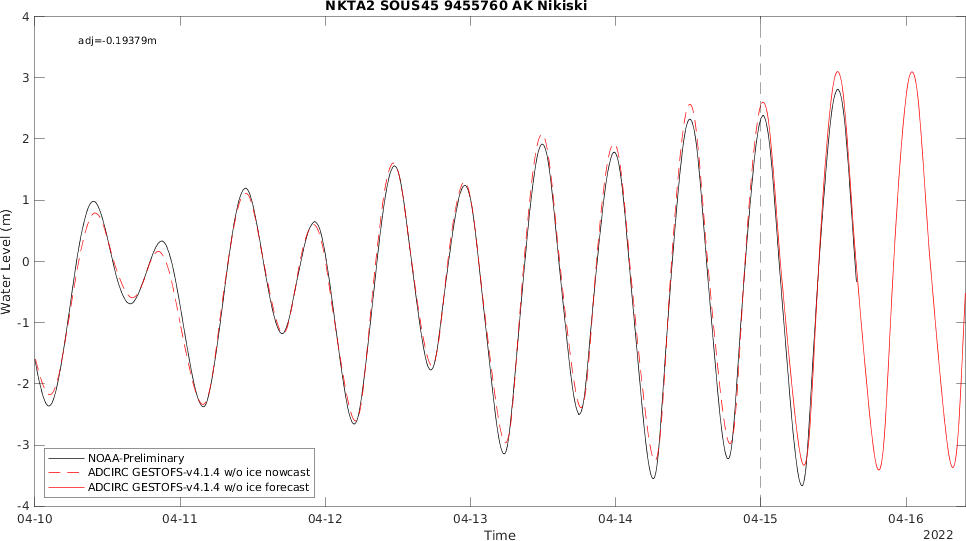 NKTA2 SOUS45 9455760 AK Nikiski
adj=-0.19379m
4
3
2
1
0
-1
-2
-3
-4
Water Level (m)
NOAA-Preliminary
ADCIRC GESTOFS-v4.1.4 w/o ice nowcast
ADCIRC GESTOFS-v4.1.4 w/o ice forecast
04-10
04-11
04-12
04-13
04-14
04-15
04-16
Time
2022